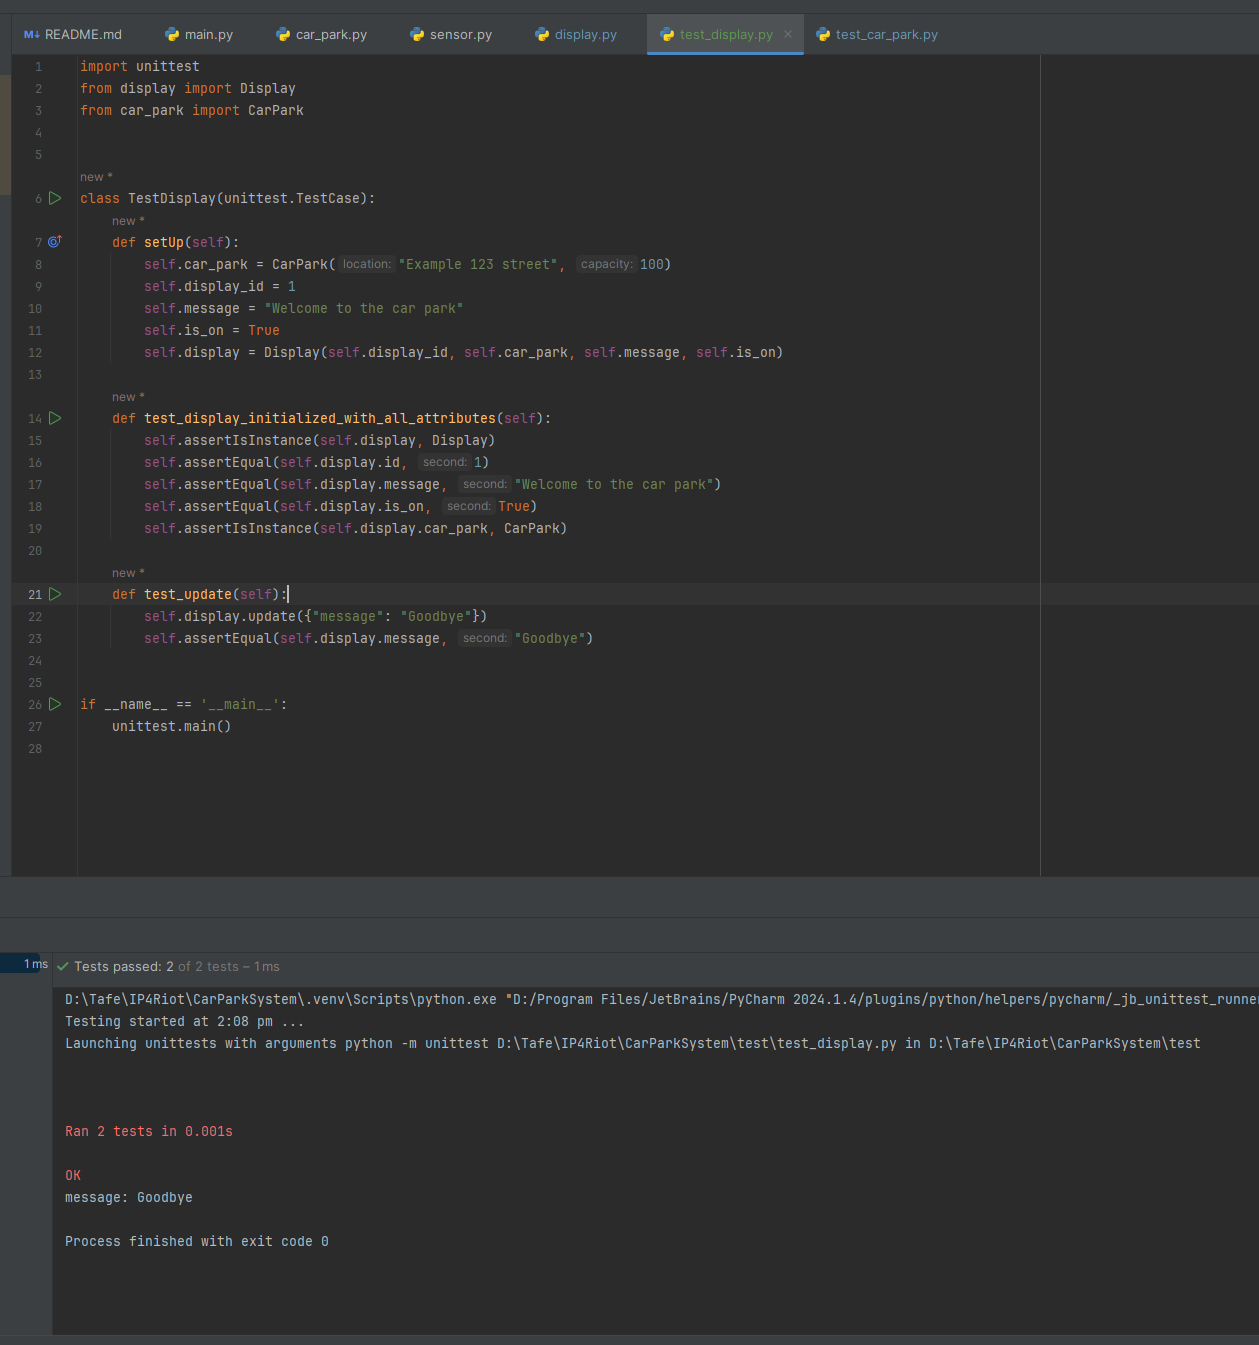 M↓ README.md main.py car_park.py sensor.py display.py test_display.py × test_car_park.py
1 import unittest
2 from display import Display
3 from car_park import CarPark
4
5
new *
6 class TestDisplay(unittest.TestCase):
new *
7 def setUp(self):
8 self.car_park = CarPark( location: "Example 123 street", capacity: 100)
9 self.display_id = 1
10 self.message = "Welcome to the car park"
11 self.is_on = True
12 self.display = Display(self.display_id, self.car_park, self.message, self.is_on)
13
new *
14 def test_display_initialized_with_all_attributes(self):
15 self.assertIsInstance(self.display, Display)
16 self.assertEqual(self.display.id, second: 1)
17 self.assertEqual(self.display.message, second: "Welcome to the car park")
18 self.assertEqual(self.display.is_on, second: True)
19 self.assertIsInstance(self.display.car_park, CarPark)
20
new *
21 def test_update(self):
22 self.display.update({"message": "Goodbye"})
23 self.assertEqual(self.display.message, second: "Goodbye")
24
25
26 if __name__ == '__main__':
27 unittest.main()
28
1 ms Tests passed: 2 of 2 tests – 1 ms
D:\Tafe\IP4Riot\CarParkSystem\.venv\Scripts\python.exe "D:/Program Files/JetBrains/PyCharm 2024.1.4/plugins/python/helpers/pycharm/_jb_unittest_runner
Testing started at 2:08 pm ...
Launching unittests with arguments python -m unittest D:\Tafe\IP4Riot\CarParkSystem\test\test_display.py in D:\Tafe\IP4Riot\CarParkSystem\test
Ran 2 tests in 0.001s
OK
message: Goodbye
Process finished with exit code 0